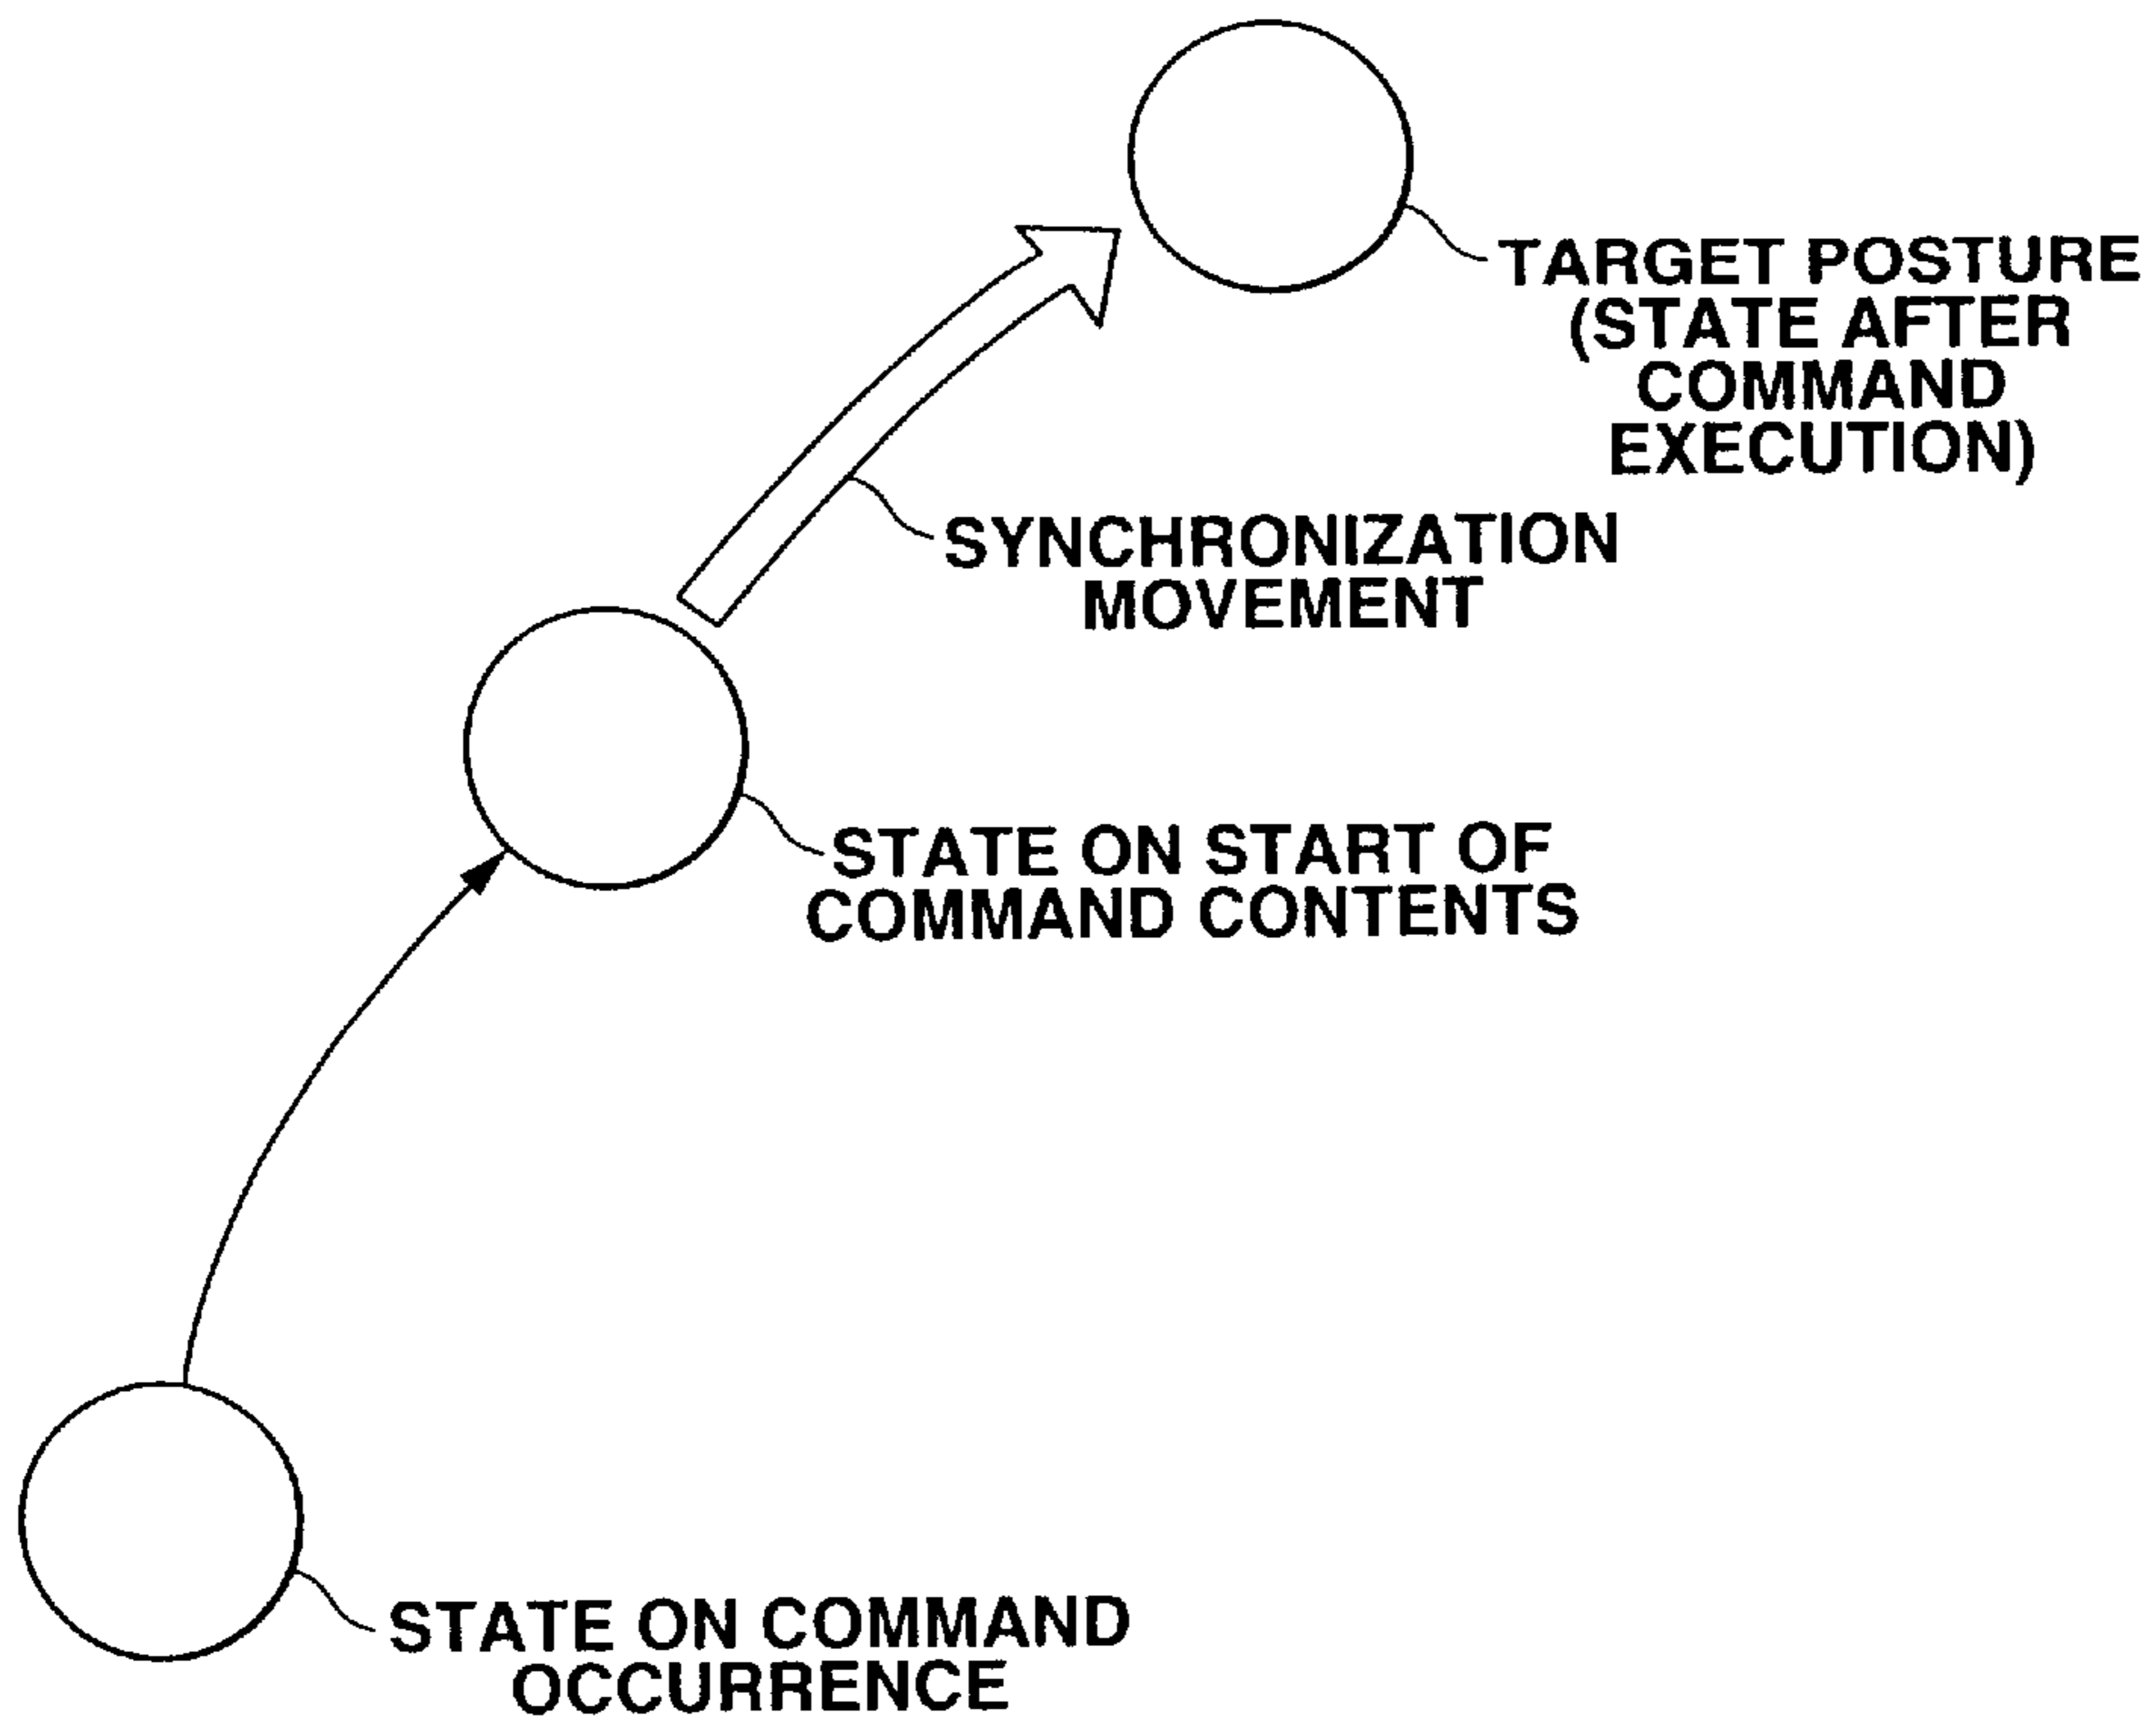 TARGET POSTURE
(STATE AFTER
COMMAND
EXECUTION)
SYNCHRONIZATION
MOVEMENT
STATE ON START OF
COMMAND CONTENTS
STATE ON COMMAND
OCCURRENCE